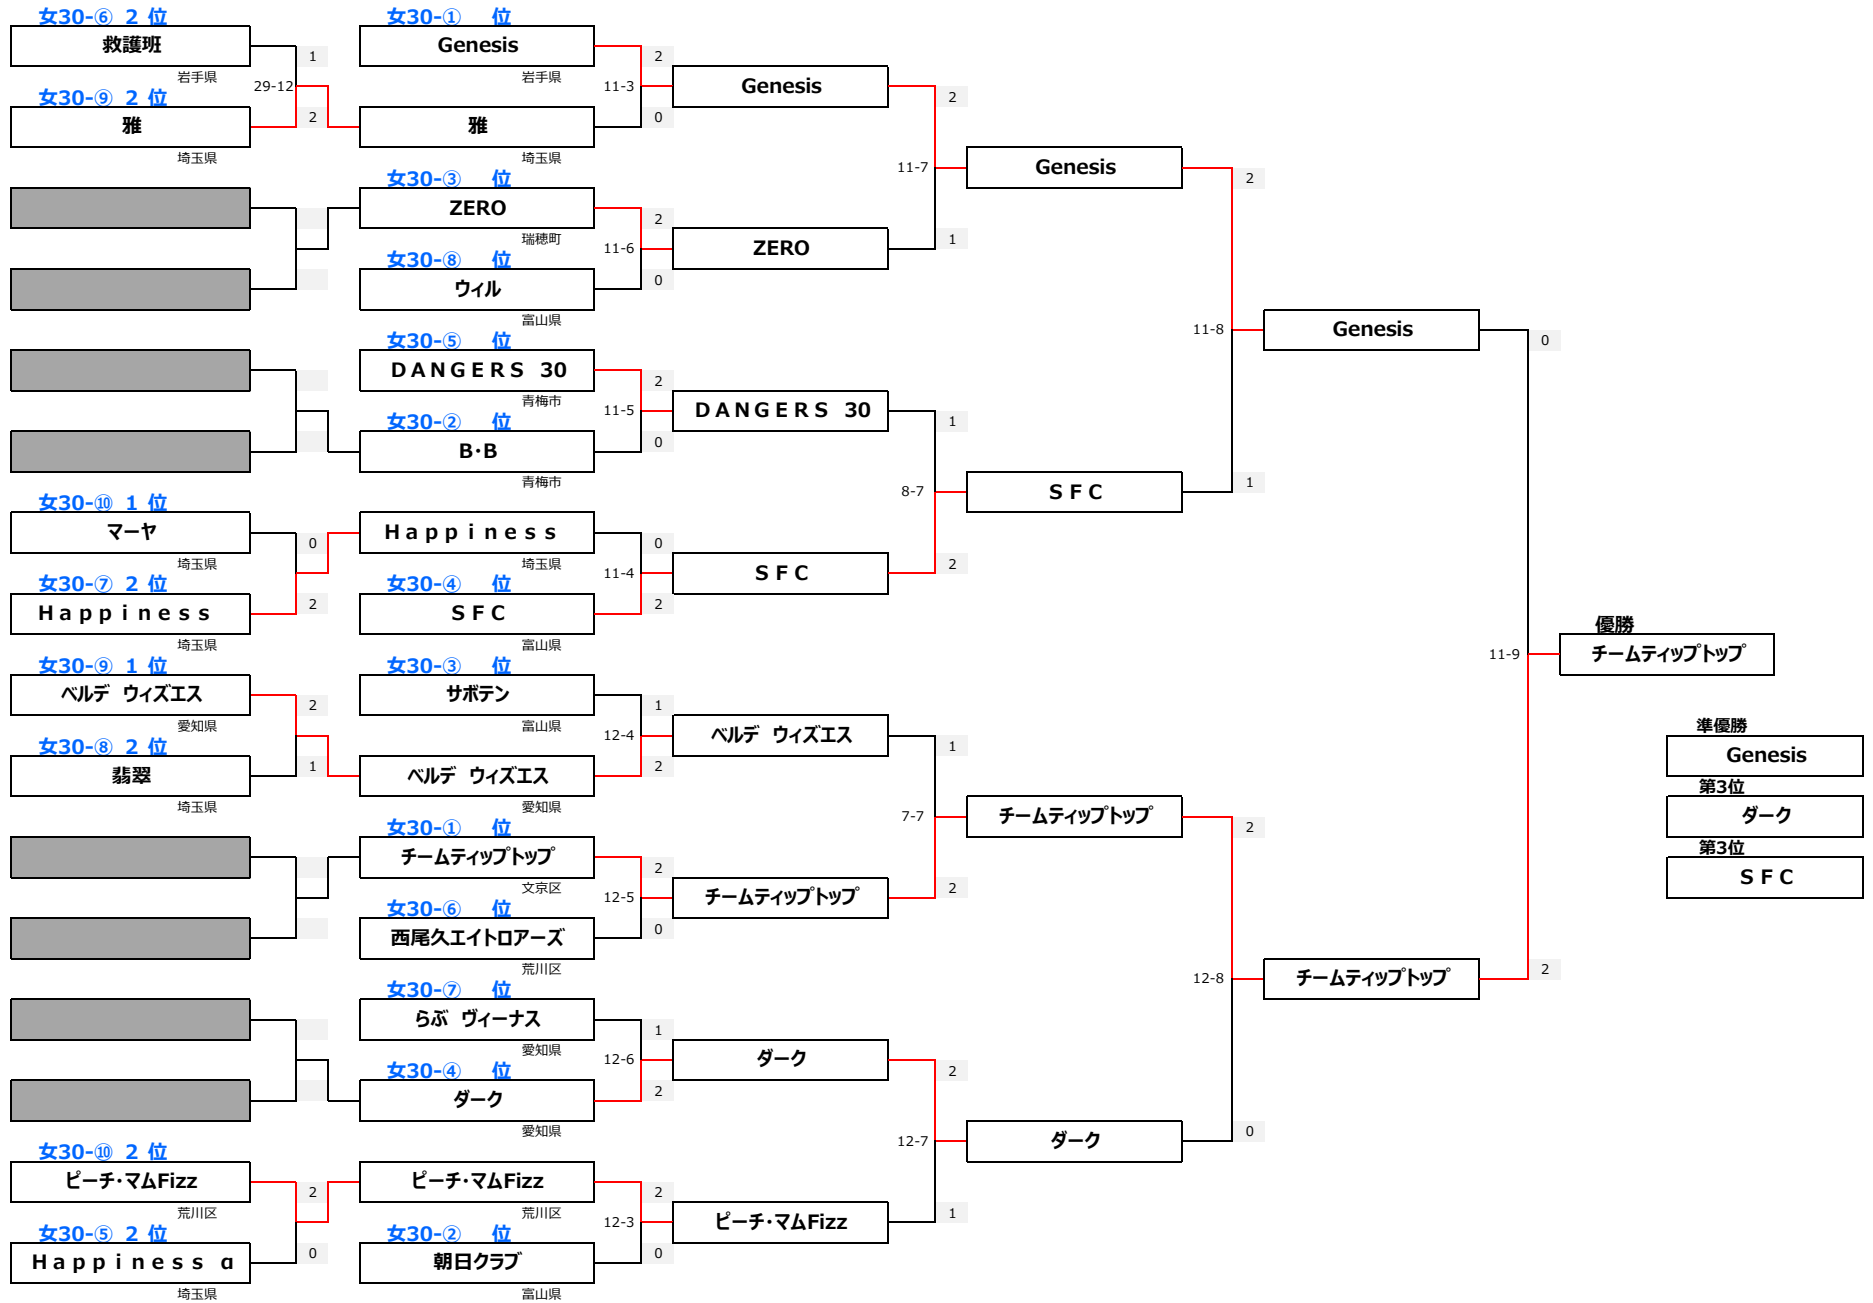 女30-⑥ 2 位 女30-① 位
救護班 Genesis
1 2
岩手県 岩手県
女30-⑨ 2 位 29-12 11-3 Genesis 2
雅 2 雅 0
埼玉県 埼玉県
女30-③ 位 11-7 Genesis 2
ZERO 2
瑞穂町
女30-⑧ 位 11-6 ZERO 1
ウィル 0
富山県
女30-⑤ 位 11-8 Genesis 0
DANGERS 30 2
青梅市
女30-② 位 11-5 DANGERS 30 1
B・B 0
青梅市
女30-⑩ 1 位 8-7 SFC 1
マーヤ 0 Happiness 0
埼玉県 埼玉県
女30-⑦ 2 位 女30-④ 位 11-4 SFC 2
Happiness 2 SFC 2
埼玉県 富山県
優勝
女30-⑨ 1 位 女30-③ 位 11-9 チームティップトップ
ベルデ ウィズエス 2 サボテン 1
愛知県 富山県
準優勝
女30-⑧ 2 位 12-4 ベルデ ウィズエス 1 Genesis
翡翠 1 ベルデ ウィズエス 2
埼玉県 愛知県
第3位
女30-① 位 7-7 チームティップトップ 2 ダーク
第3位
チームティップトップ 2
文京区
女30-⑥ 位 12-5 チームティップトップ 2 SFC
西尾久エイトロアーズ 0
荒川区
女30-⑦ 位 12-8 チームティップトップ 2
らぶ ヴィーナス 1
愛知県
女30-④ 位 12-6 ダーク 2
ダーク 2
愛知県
女30-⑩ 2 位 12-7 ダーク 0
ピーチ・マムFizz 2 ピーチ・マムFizz 2
荒川区 荒川区
女30-⑤ 2 位 女30-② 位 12-3 ピーチ・マムFizz 1
Happiness α 0 朝日クラブ 0
埼玉県 富山県